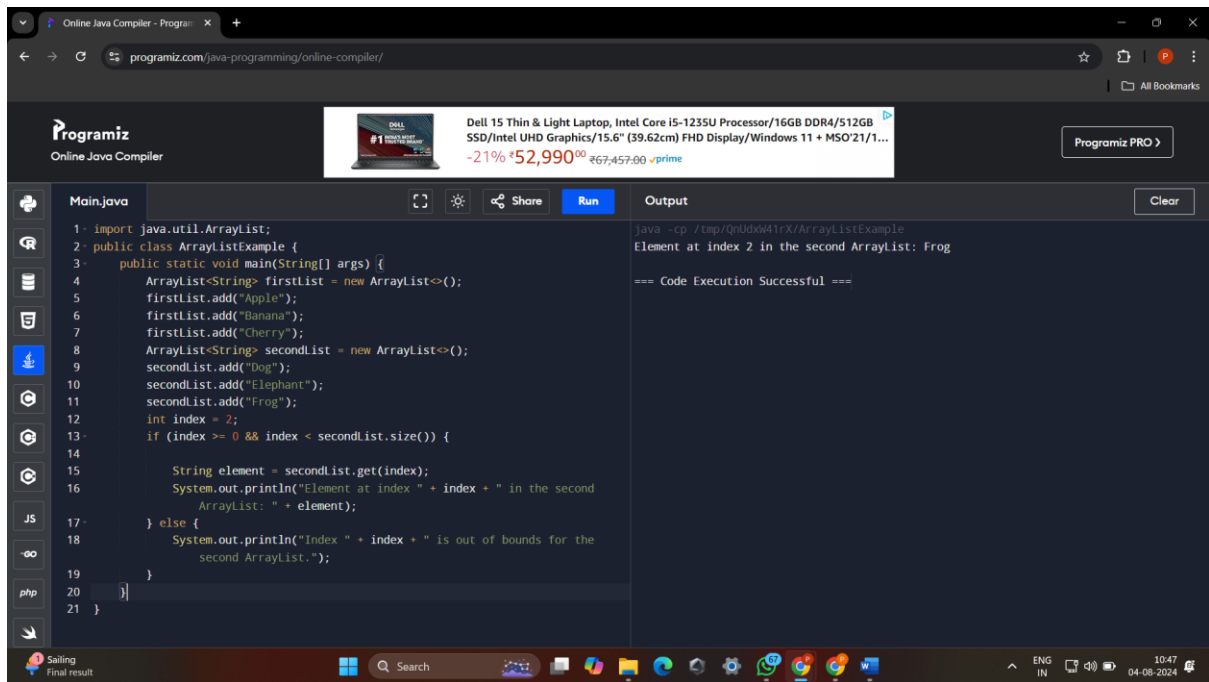 Online Java Compiler - Program
programiz.com/java-programming/online-compiler/
P
All Bookmarks
Programiz
Online Java Compiler
DELL
#1 INDIA'S MOST TRUSTED BRAND
Dell 15 Thin & Light Laptop, Intel Core i5-1235U Processor/16GB DDR4/512GB
SSD/Intel UHD Graphics/15.6" (39.62cm) FHD Display/Windows 11 + MSO'21/1...
-21% ₹52,990⁰⁰ ₹67,457.00 prime
Programiz PRO >
Main.java
Share
Run
Output
Clear
1 import java.util.ArrayList;
2 public class ArrayListExample {
3 public static void main(String[] args) {
4 ArrayList<String> firstList = new ArrayList<>();
5 firstList.add("Apple");
6 firstList.add("Banana");
7 firstList.add("Cherry");
8 ArrayList<String> secondList = new ArrayList<>();
9 secondList.add("Dog");
10 secondList.add("Elephant");
11 secondList.add("Frog");
12 int index = 2;
13 if (index >= 0 && index < secondList.size()) {
14
15 String element = secondList.get(index);
16 System.out.println("Element at index " + index + " in the second
ArrayList: " + element);
17 } else {
18 System.out.println("Index " + index + " is out of bounds for the
second ArrayList.");
19 }
20 }
21 }
java -cp /tmp/QnUdxW41rX/ArrayListExample
Element at index 2 in the second ArrayList: Frog
=== Code Execution Successful ===
JS
GO
php
1
Sailing
Final result
Search
67
ENG
IN
10:47
04-08-2024